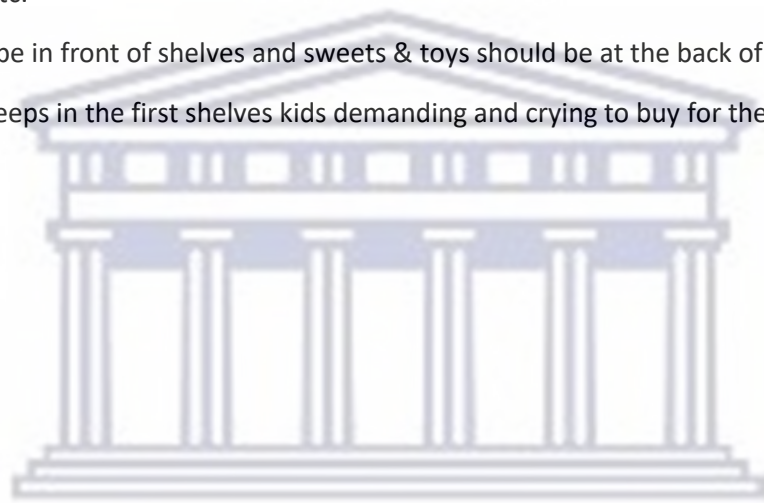 be in front of shelves and sweets & toys should be at the back of
eeps in the first shelves kids demanding and crying to buy for the